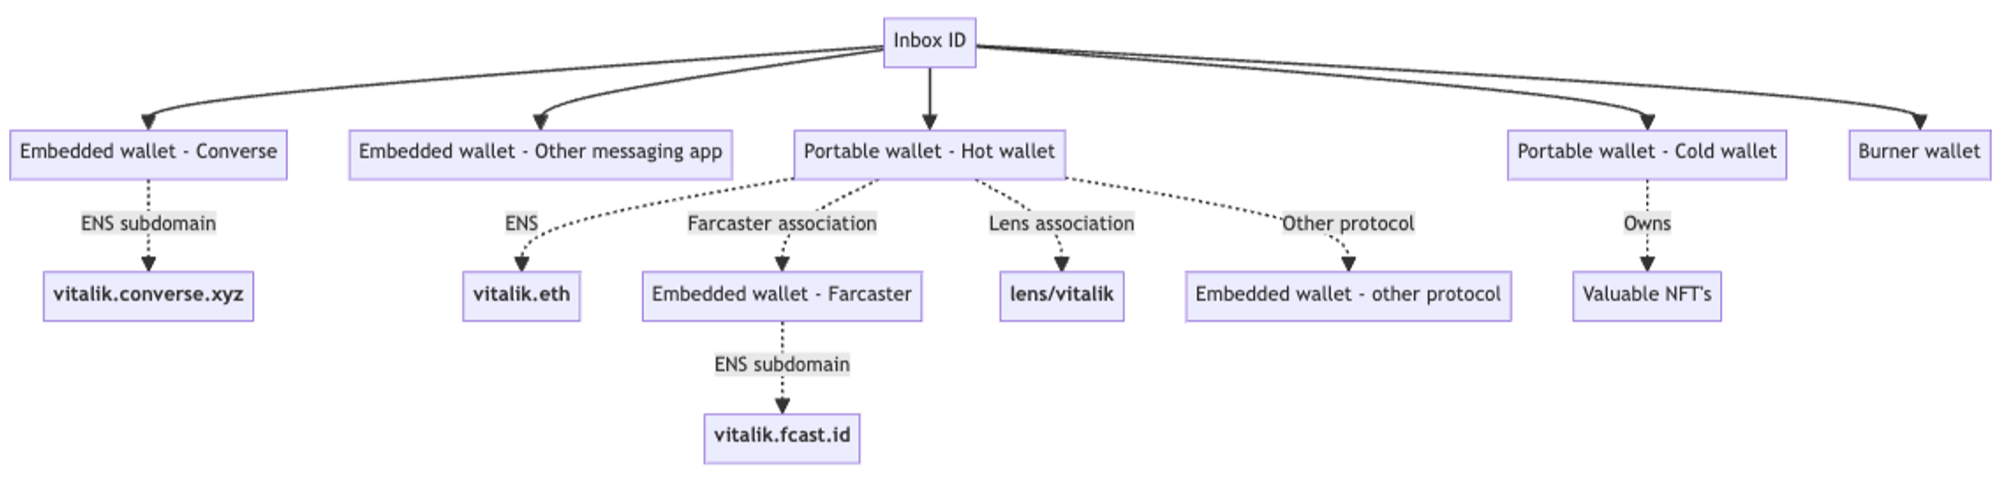 Inbox ID
Embedded wallet - Converse
Embedded wallet - Other messaging app
Portable wallet - Hot wallet
Portable wallet - Cold wallet
Burner wallet
ENS subdomain
ENS
Farcaster association
Lens association
Other protocol
Owns
vitalik.converse.xyz
vitalik.eth
Embedded wallet - Farcaster
lens/vitalik
Embedded wallet - other protocol
Valuable NFT's
ENS subdomain
vitalik.fcast.id